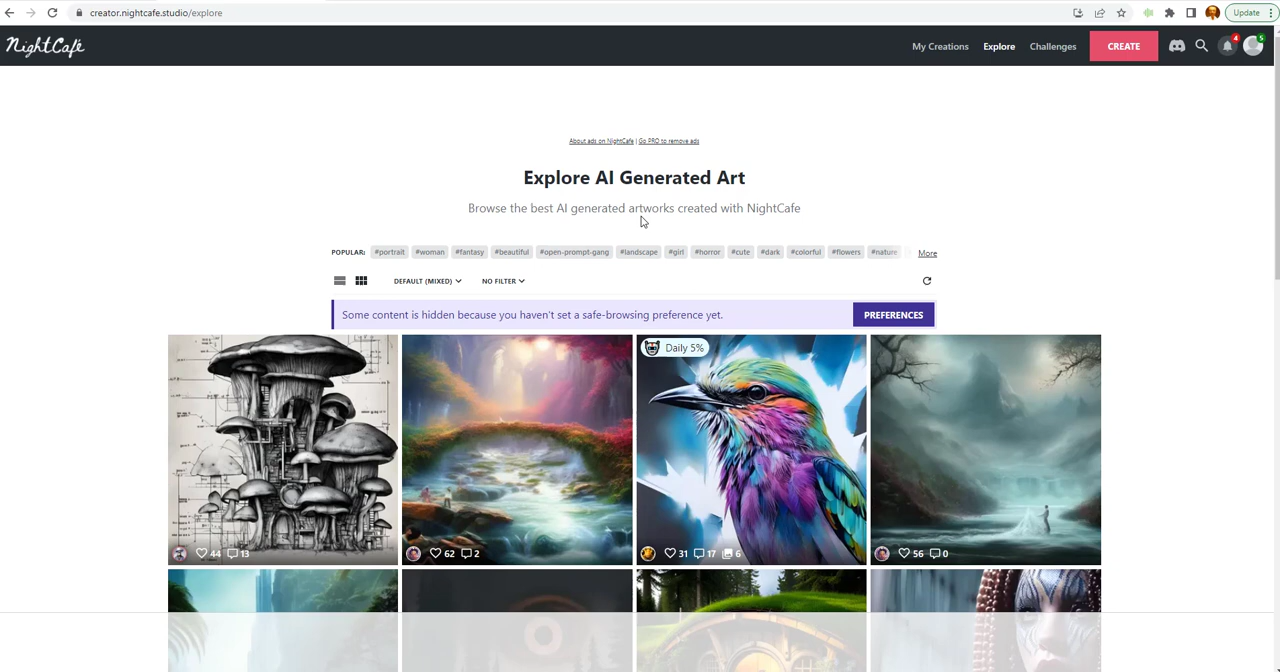 creator.nightcafe.studio/explore
Update
NightCafé
My Creations
Explore
Challenges
CREATE
4
5
About ads on NightCafe | Go PRO to remove ads
Explore AI Generated Art
Browse the best AI generated artworks created with NightCafe
POPULAR: #portrait #woman #fantasy #beautiful #open-prompt-gang #landscape #girl #horror #cute #dark #colorful #flowers #nature More
DEFAULT (MIXED) NO FILTER
Some content is hidden because you haven't set a safe-browsing preference yet. PREFERENCES
Daily 5%
44 13
62 2
31 17 6
56 0